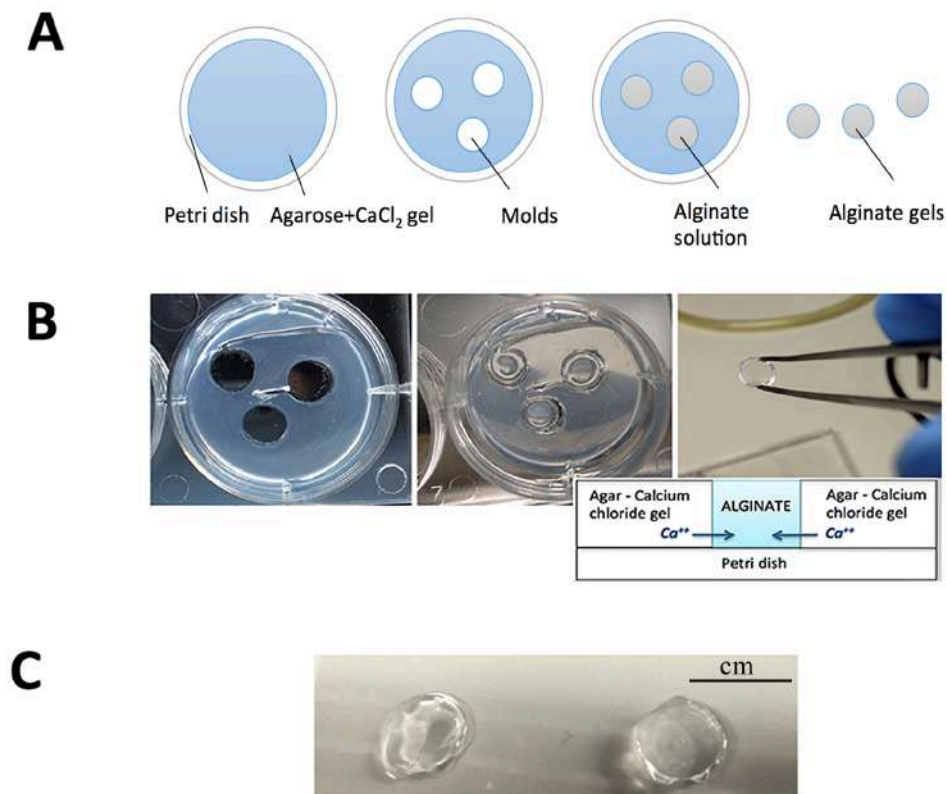 A
Petri dish
Agarose+CaCl₂ gel
Molds
Alginate
solution
Alginate gels
B
Agar - Calcium
chloride gel
Ca⁺⁺
ALGINATE
Agar - Calcium
chloride gel
Ca⁺⁺
Petri dish
C
cm